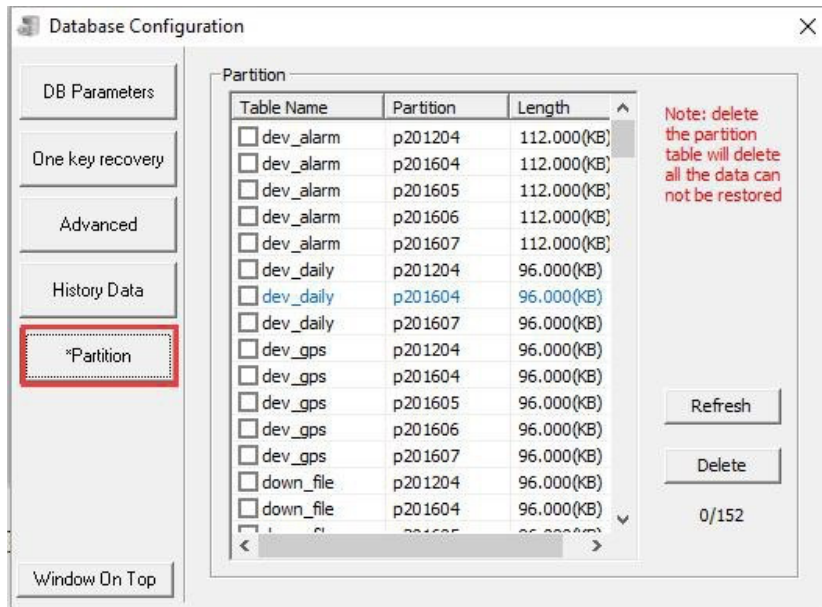 Database Configuration
DB Parameters
One key recovery
Advanced
History Data
*Partition
Window On Top
Partition
Table Name Partition Length
dev_alarm p201204 112.000(KB)
dev_alarm p201604 112.000(KB)
dev_alarm p201605 112.000(KB)
dev_alarm p201606 112.000(KB)
dev_alarm p201607 112.000(KB)
dev_daily p201204 96.000(KB)
dev_daily p201604 96.000(KB)
dev_daily p201607 96.000(KB)
dev_gps p201204 96.000(KB)
dev_gps p201604 96.000(KB)
dev_gps p201605 96.000(KB)
dev_gps p201606 96.000(KB)
dev_gps p201607 96.000(KB)
down_file p201204 96.000(KB)
down_file p201604 96.000(KB)
Note: delete
the partition
table will delete
all the data can
not be restored
Refresh
Delete
0/152